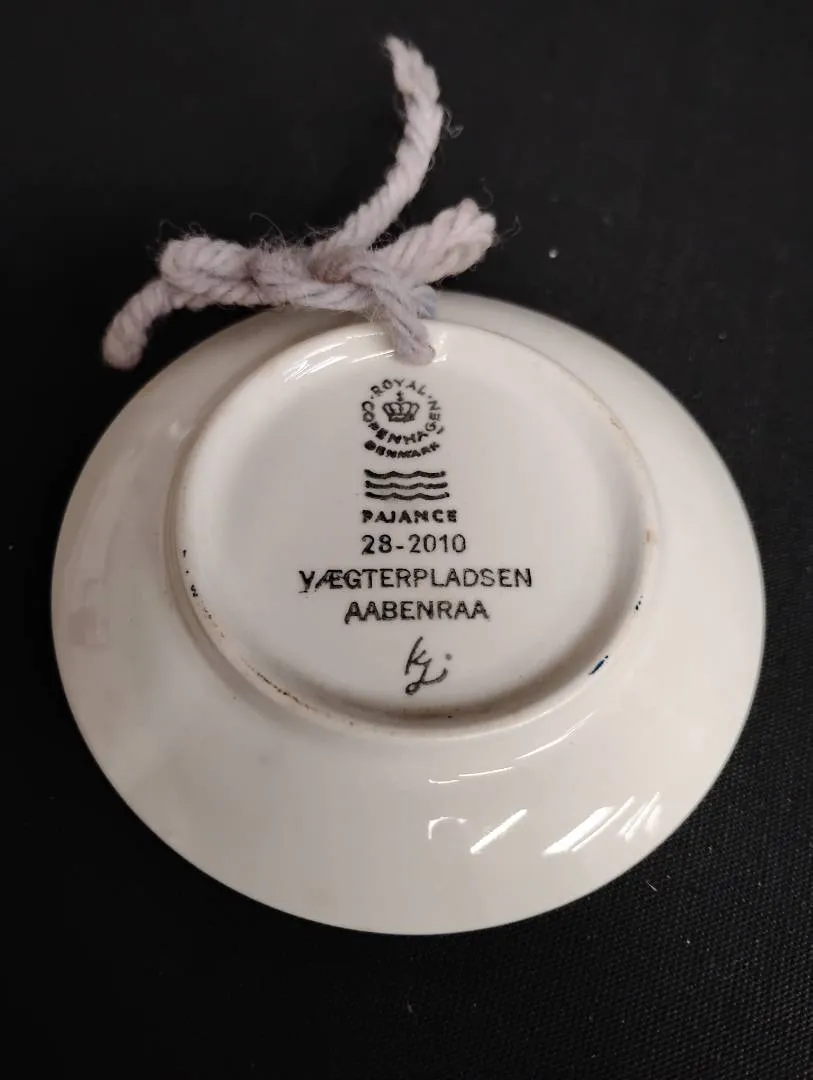 ROYAL COPENHAGEN
DENMARK
FAJANCE
28-2010
VÆGTERPLADSEN
AABENRAA